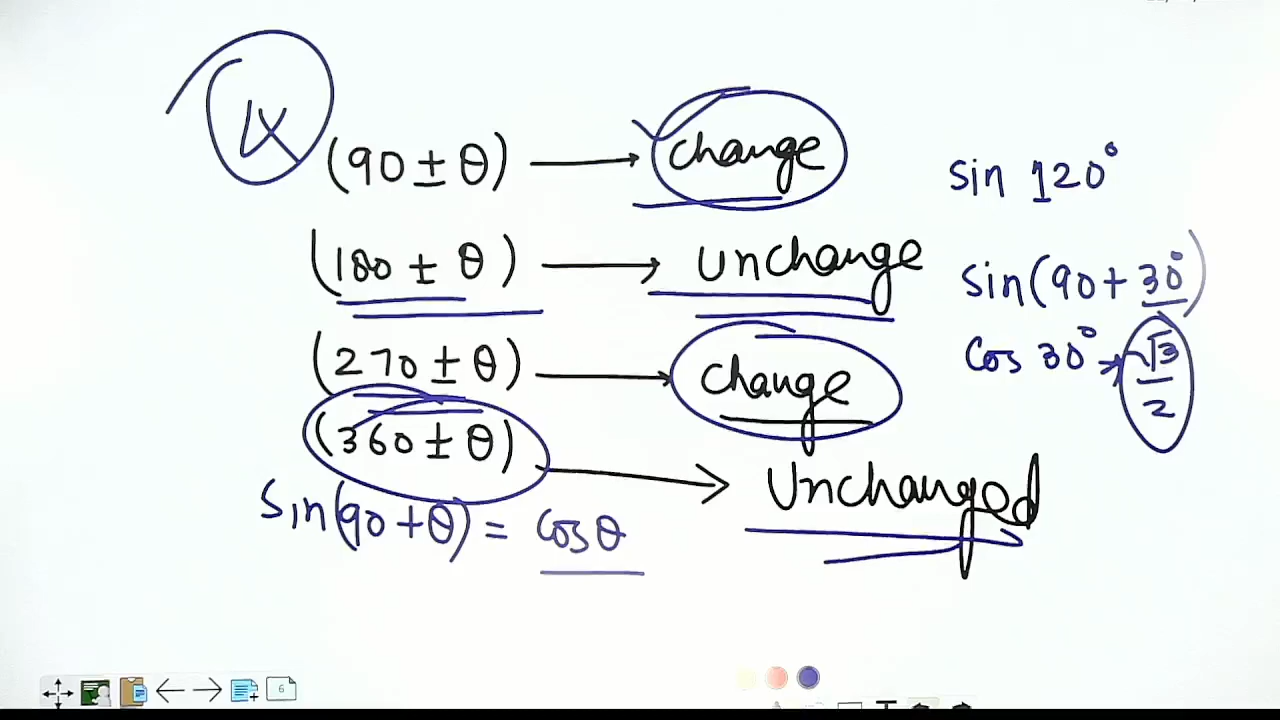 IX
(90 ± θ) → change
(180 ± θ) → unchange
(270 ± θ) → change
(360 ± θ) → Unchanged
sin(90 + θ) = cos θ
sin 120°
sin(90 + 30°)
cos 30° → √3/2
6